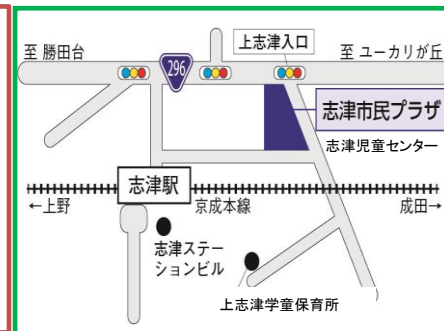 上志津入口
至 勝田台
至 ユーカリが丘
296
志津市民プラザ
志津児童センター
志津駅
←上野
京成本線
成田→
志津ステー
ションビル
上志津学童保育所